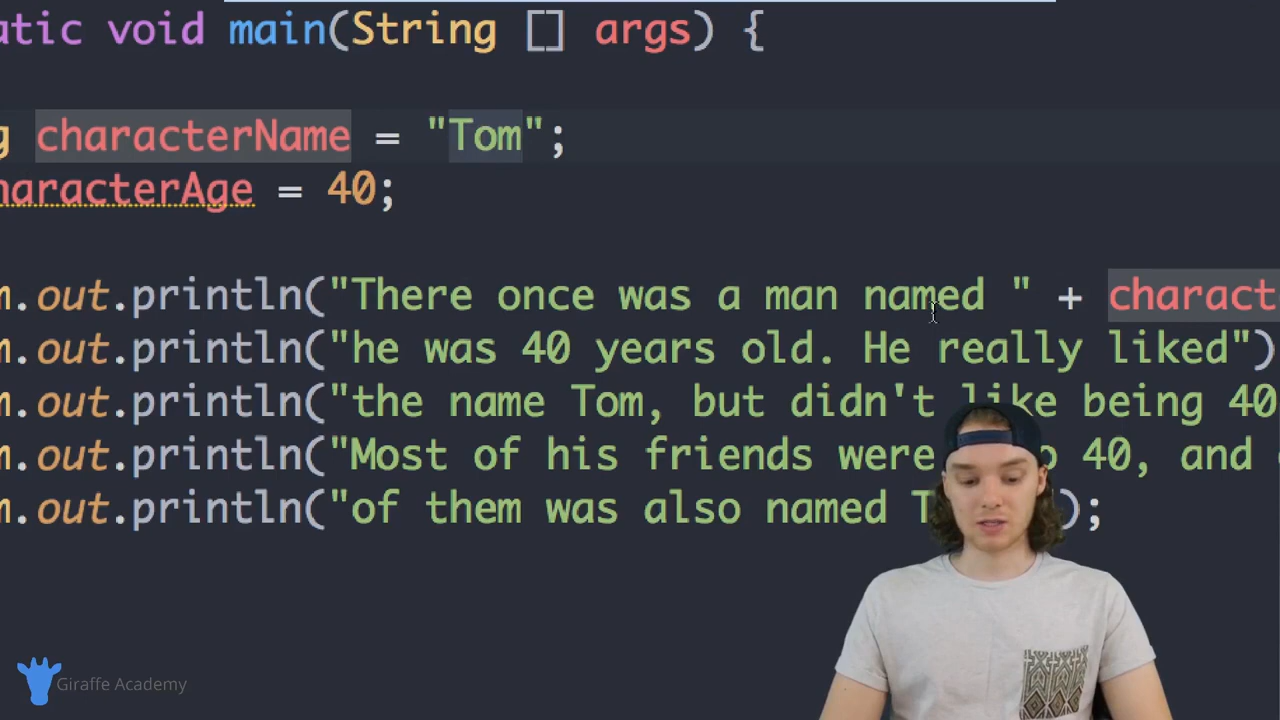 atic void main(String [] args) {
g characterName = "Tom";
haracterAge = 40;
m.out.println("There once was a man named " + charact
m.out.println("he was 40 years old. He really liked")
m.out.println("the name Tom, but didn't like being 40
m.out.println("Most of his friends were 40, and
m.out.println("of them was also named );
Giraffe Academy